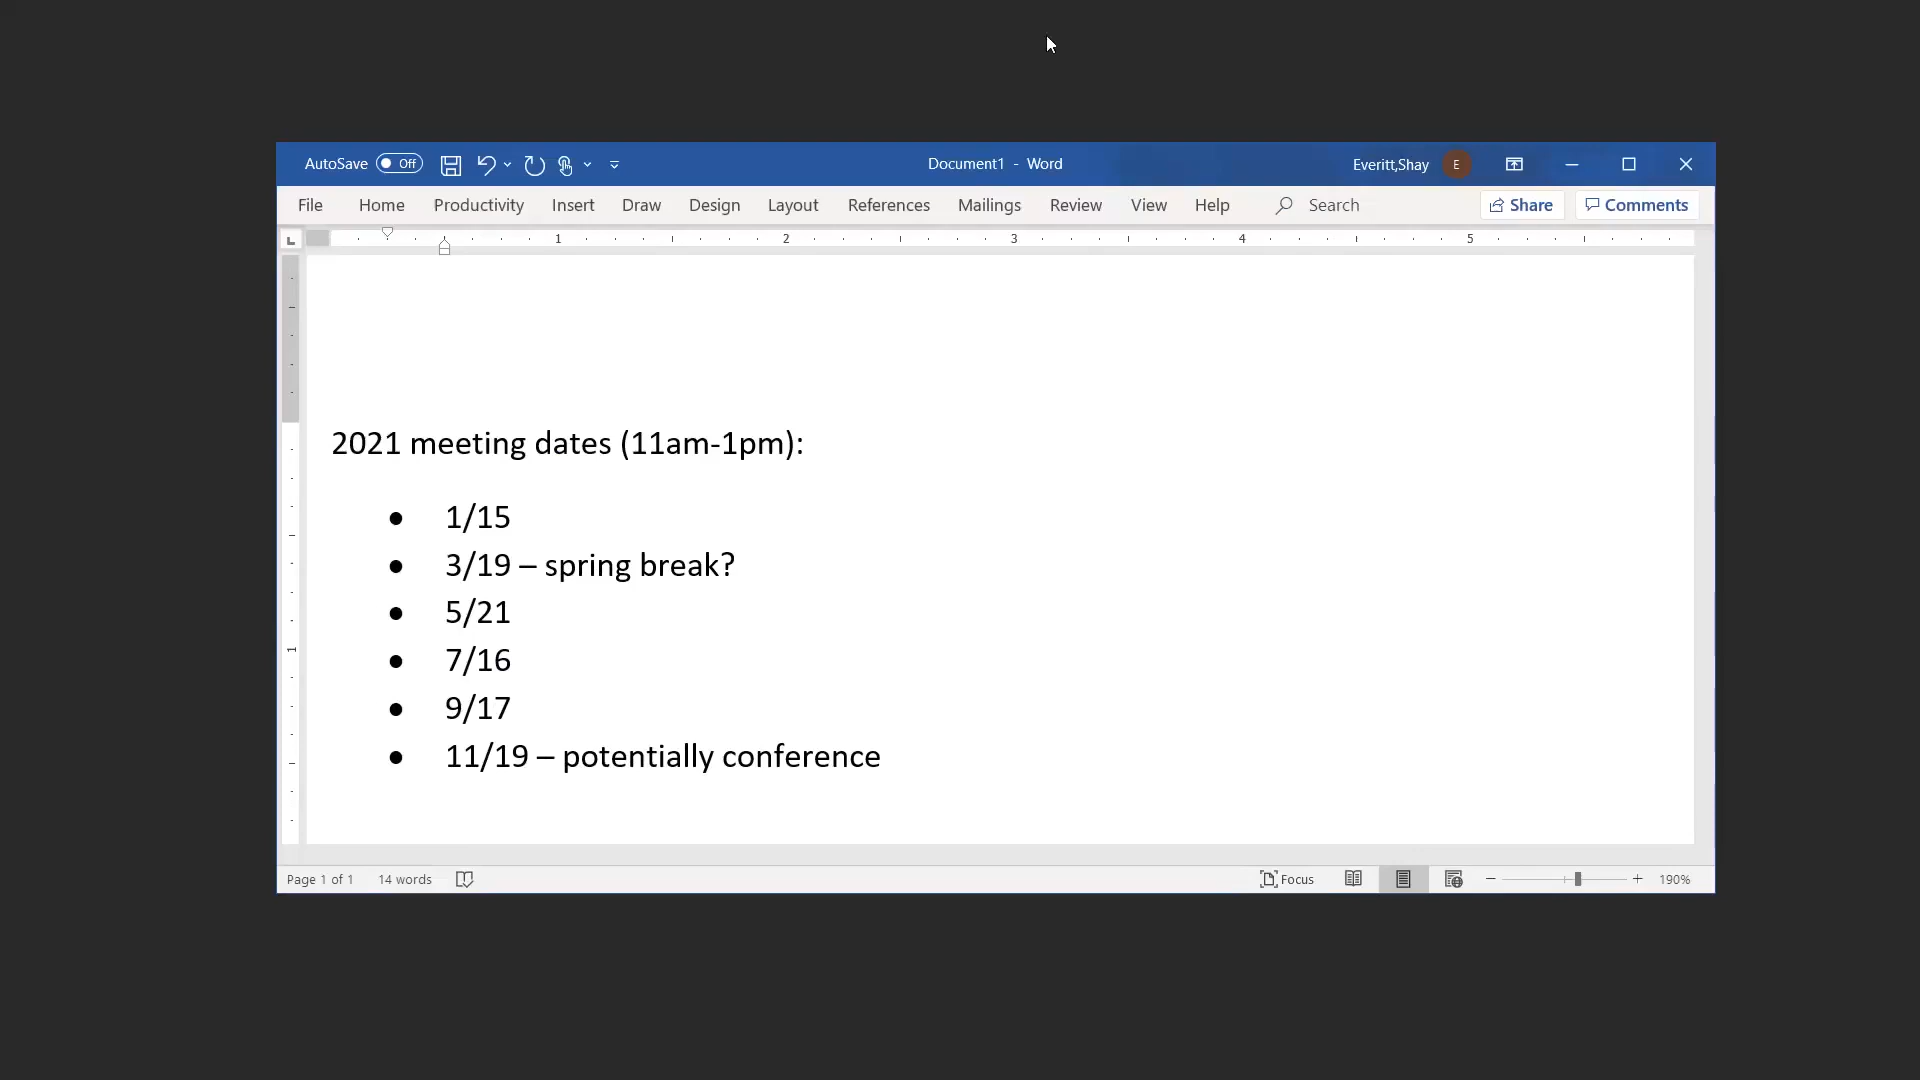 AutoSave Off Document1 - Word Everitt,Shay E
File Home Productivity Insert Draw Design Layout References Mailings Review View Help Search Share Comments
1 2 3 4 5
2021 meeting dates (11am-1pm):
• 1/15
• 3/19 – spring break?
• 5/21
• 7/16
• 9/17
• 11/19 – potentially conference
1
Page 1 of 1 14 words Focus 190%